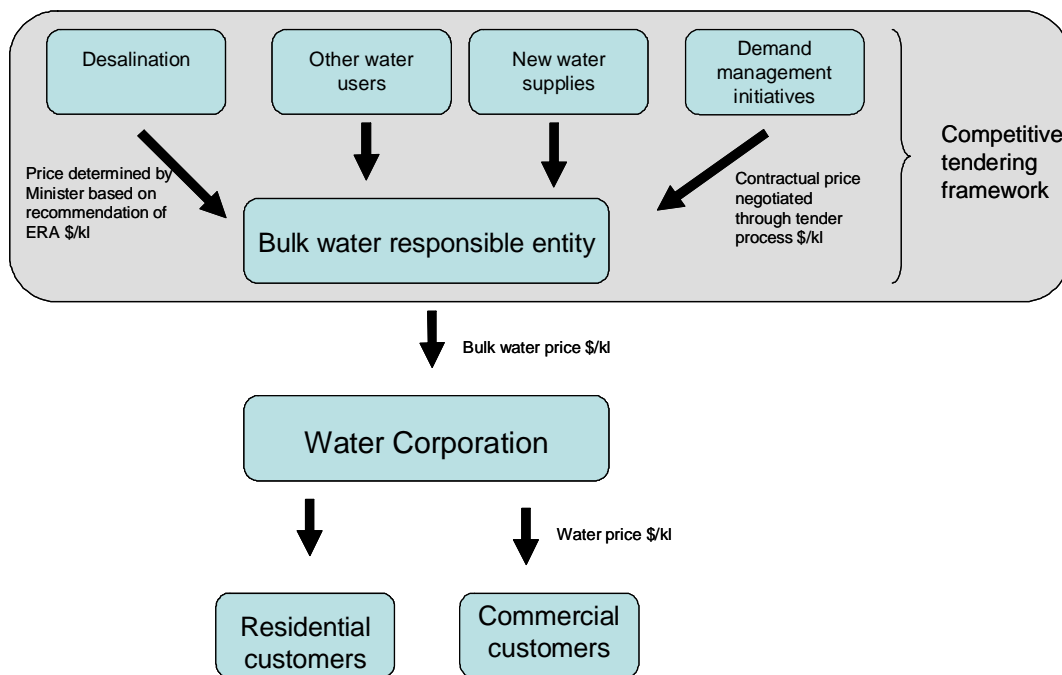 Desalination
Other water
users
New water
supplies
Demand
management
initiatives
Competitive
tendering
framework
Price determined by
Minister based on
recommendation of
ERA $/kl
Contractual price
negotiated
through tender
process $/kl
Bulk water responsible entity
Bulk water price $/kl
Water Corporation
Water price $/kl
Residential
customers
Commercial
customers